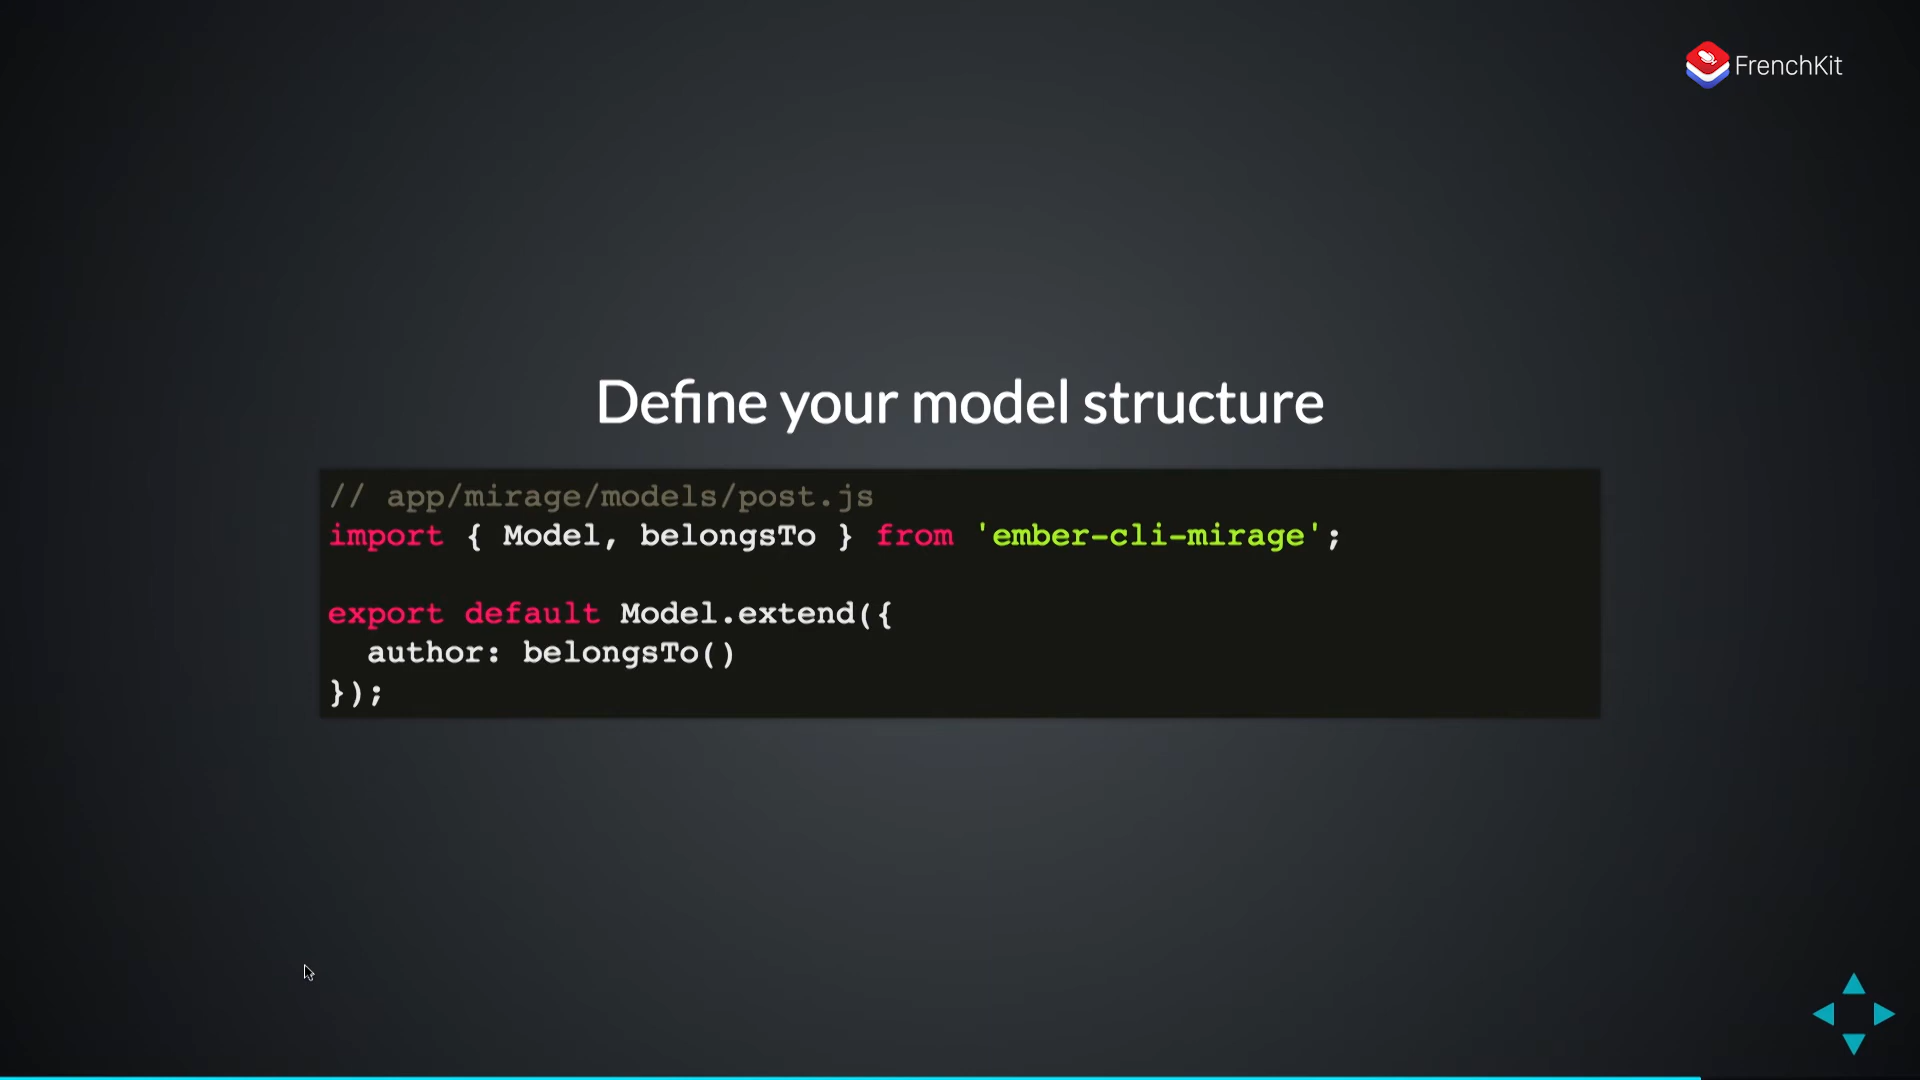 FrenchKit
Define your model structure
// app/mirage/models/post.js
import { Model, belongsTo } from 'ember-cli-mirage';
export default Model.extend({
  author: belongsTo()
});